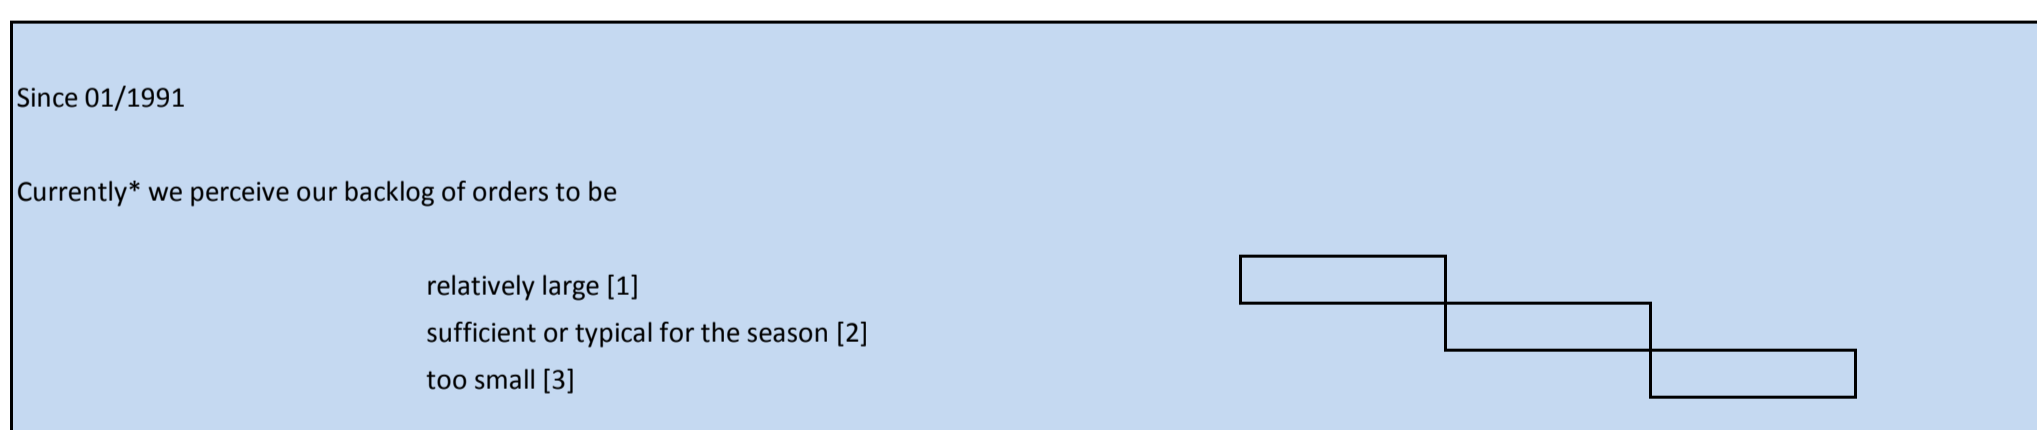 Since 01/1991
Currently* we perceive our backlog of orders to be
relatively large [1]
sufficient or typical for the season [2]
too small [3]